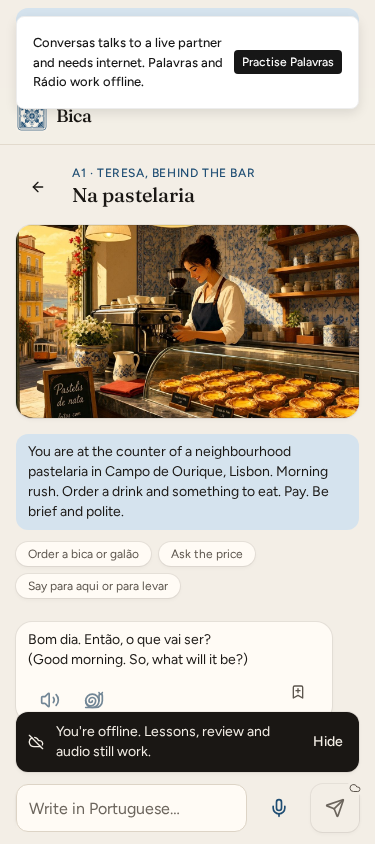 Conversas talks to a live partner
and needs internet. Palavras and
Rádio work offline.
Practise Palavras
Bica
A1 · TERESA, BEHIND THE BAR
Na pastelaria
Pastelis
de nata
You are at the counter of a neighbourhood
pastelaria in Campo de Ourique, Lisbon. Morning
rush. Order a drink and something to eat. Pay. Be
brief and polite.
Order a bica or galão
Ask the price
Say para aqui or para levar
Bom dia. Então, o que vai ser?
(Good morning. So, what will it be?)
You're offline. Lessons, review and
audio still work.
Hide
Write in Portuguese...